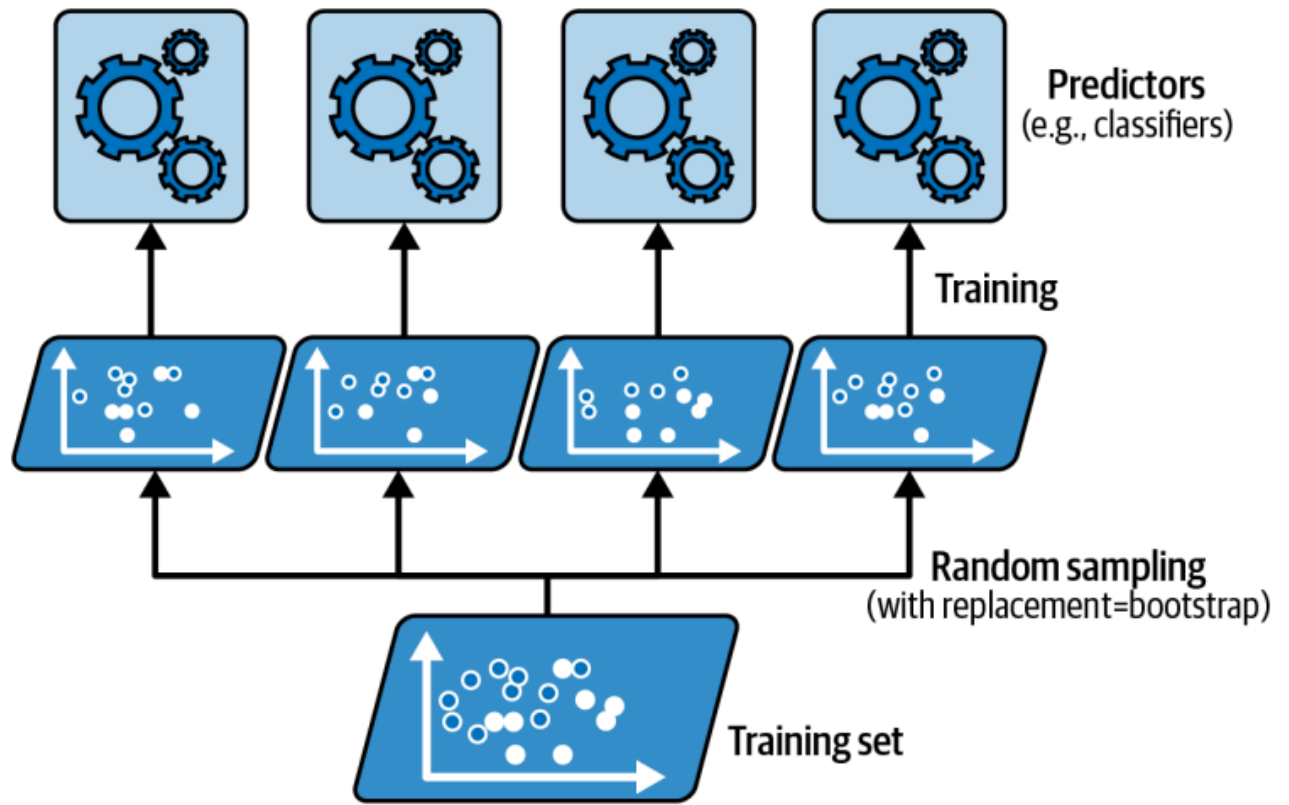 Predictors
(e.g., classifiers)
Training
Random sampling
(with replacement=bootstrap)
Training set